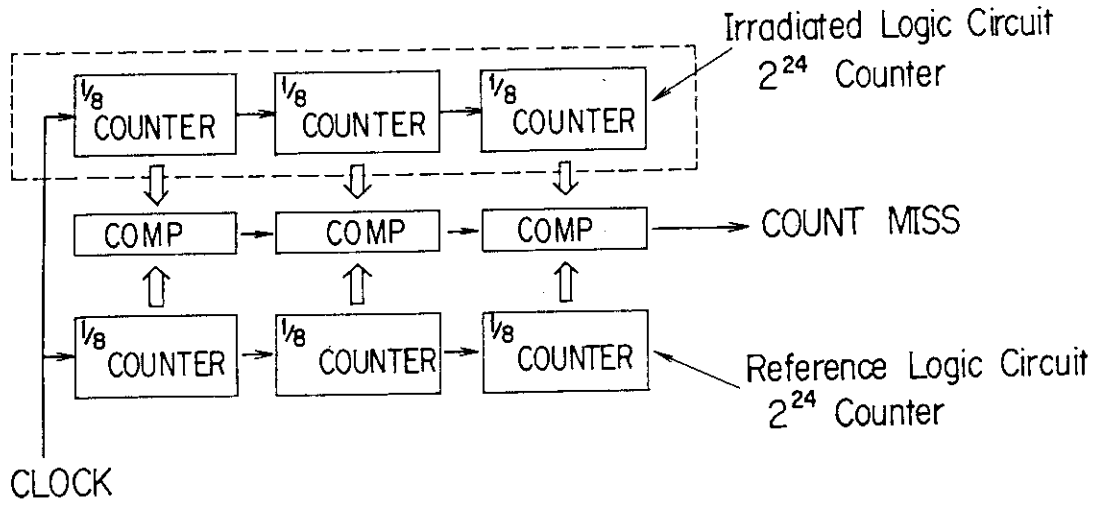 Irradiated Logic Circuit
2²⁴ Counter
1/8 COUNTER
1/8 COUNTER
1/8 COUNTER
COMP
COMP
COMP
COUNT MISS
1/8 COUNTER
1/8 COUNTER
1/8 COUNTER
Reference Logic Circuit
2²⁴ Counter
CLOCK